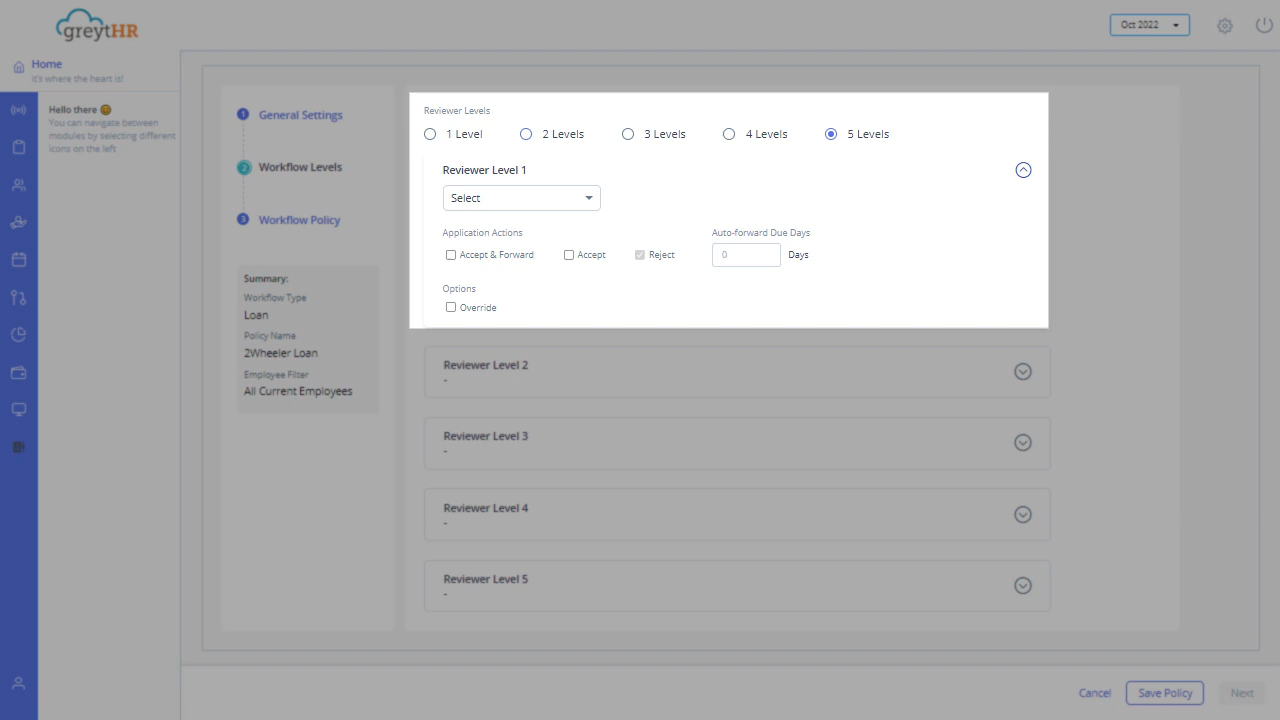 greytHR
Oct 2022
Home
it's where the heart is!
Hello there
You can navigate between
modules by selecting different
icons on the left
1 General Settings
2 Workflow Levels
3 Workflow Policy
Summary:
Workflow Type
Loan
Policy Name
2Wheeler Loan
Employee Filter
All Current Employees
Reviewer Levels
1 Level 2 Levels 3 Levels 4 Levels 5 Levels
Reviewer Level 1
Select
Application Actions Auto-forward Due Days
Accept & Forward Accept Reject 0 Days
Options
Override
Reviewer Level 2
-
Reviewer Level 3
-
Reviewer Level 4
-
Reviewer Level 5
-
Cancel Save Policy Next